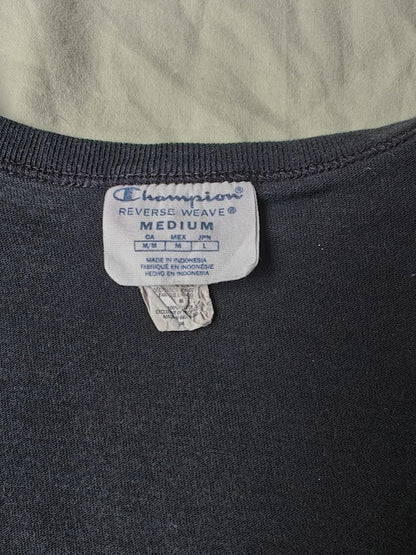 Champion
REVERSE WEAVE®
MEDIUM
CA MEX JPN
M/M M L
MADE IN INDONESIA
FABRIQUÉ EN INDONÉSIE
HECHO EN INDONESIA